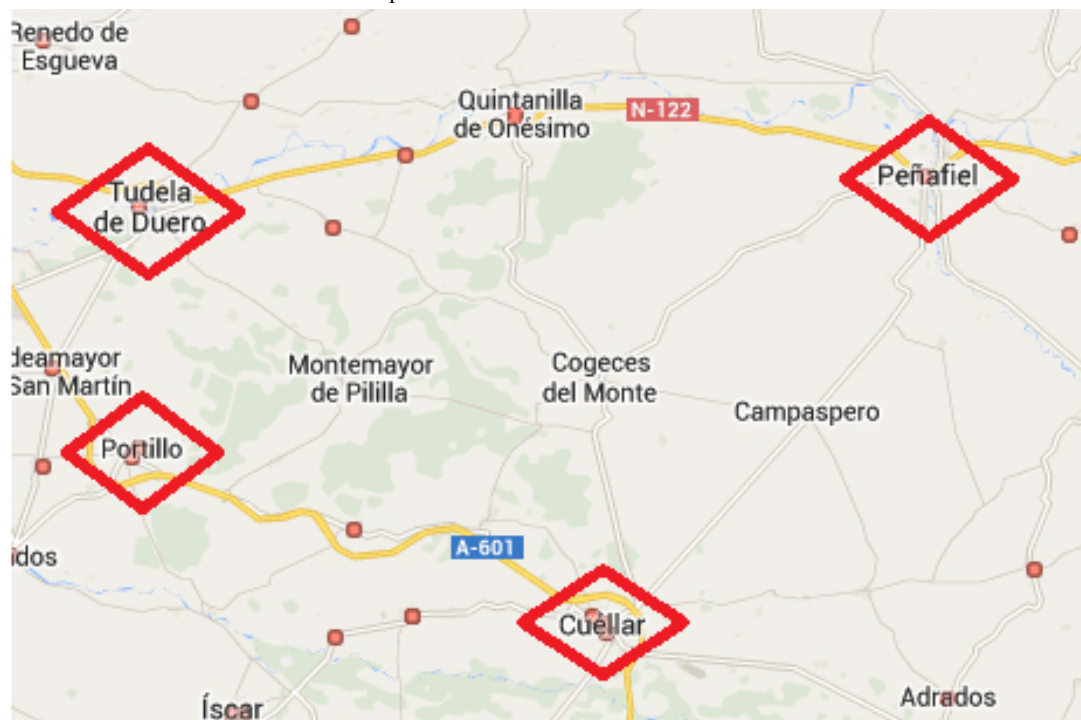 Renedo de
Esgueva
Quintanilla
de Onésimo
N-122
Tudela
de Duero
Peñafiel
deamayor
San Martín
Montemayor
de Pililla
Cogeces
del Monte
Campaspero
Portillo
A-601
dos
Cuéllar
Íscar
Adrados